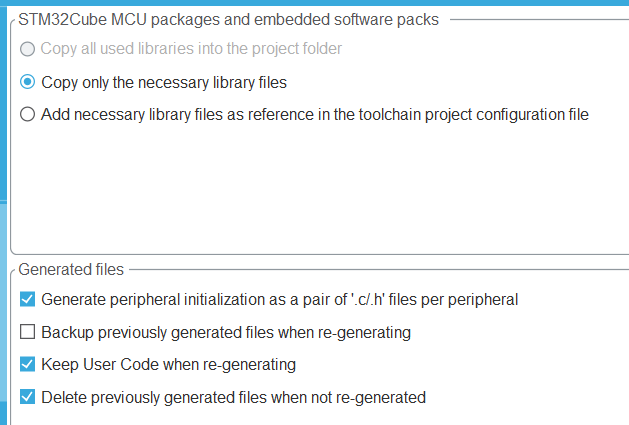 STM32Cube MCU packages and embedded software packs
Copy all used libraries into the project folder
Copy only the necessary library files
Add necessary library files as reference in the toolchain project configuration file
Generated files
Generate peripheral initialization as a pair of '.c/.h' files per peripheral
Backup previously generated files when re-generating
Keep User Code when re-generating
Delete previously generated files when not re-generated